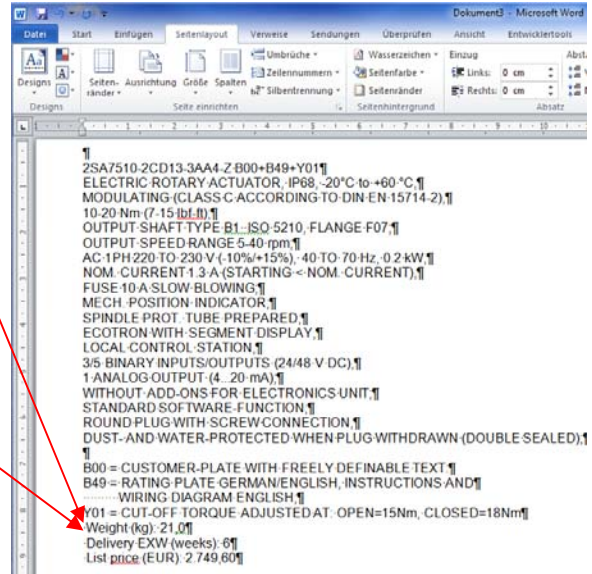 Dokument3 - Microsoft Word
Datei Start Einfügen Seitenlayout Verweise Sendungen Überprüfen Ansicht Entwicklertools
Designs
Seiten-
ränder
Ausrichtung
Größe
Spalten
Umbrüche
Zeilennummern
Silbentrennung
Wasserzeichen
Seitenfarbe
Seitenränder
Einzug
Links: 0 cm
Rechts: 0 cm
Designs Seite einrichten Seitenhintergrund Absatz
2SA7510-2CD13-3AA4-Z B00+B49+Y01
ELECTRIC ROTARY ACTUATOR, IP68, -20°C to +60 °C,
MODULATING (CLASS C ACCORDING TO DIN EN 15714-2),
10-20 Nm (7-15 lbf-ft),
OUTPUT SHAFT TYPE B1: ISO 5210, FLANGE F07,
OUTPUT SPEED RANGE 5-40 rpm,
AC 1PH 220 TO 230 V (-10%/+15%), 40 TO 70 Hz, 0.2 kW,
NOM. CURRENT 1.3 A (STARTING < NOM. CURRENT),
FUSE 10 A SLOW BLOWING,
MECH. POSITION INDICATOR,
SPINDLE PROT. TUBE PREPARED,
ECOTRON WITH SEGMENT DISPLAY,
LOCAL CONTROL STATION,
3/5 BINARY INPUTS/OUTPUTS (24/48 V DC),
1 ANALOG OUTPUT (4...20 mA),
WITHOUT ADD-ONS FOR ELECTRONICS UNIT,
STANDARD SOFTWARE-FUNCTION,
ROUND PLUG WITH SCREW CONNECTION,
DUST- AND WATER-PROTECTED WHEN PLUG WITHDRAWN (DOUBLE SEALED),
B00 = CUSTOMER-PLATE WITH FREELY DEFINABLE TEXT
B49 = RATING PLATE GERMAN/ENGLISH, INSTRUCTIONS AND
WIRING DIAGRAM ENGLISH,
Y01 = CUT-OFF TORQUE ADJUSTED AT: OPEN=15Nm, CLOSED=18Nm
Weight (kg): 21,0
Delivery EXW (weeks): 6
List price (EUR): 2.749,60